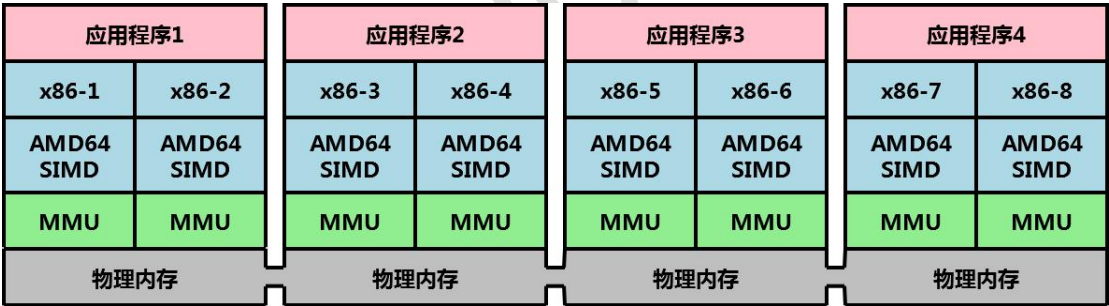 应用程序1 应用程序2 应用程序3 应用程序4
x86-1 x86-2 x86-3 x86-4 x86-5 x86-6 x86-7 x86-8
AMD64 AMD64 AMD64 AMD64 AMD64 AMD64 AMD64 AMD64
SIMD SIMD SIMD SIMD SIMD SIMD SIMD SIMD
MMU MMU MMU MMU MMU MMU MMU MMU
物理内存 物理内存 物理内存 物理内存